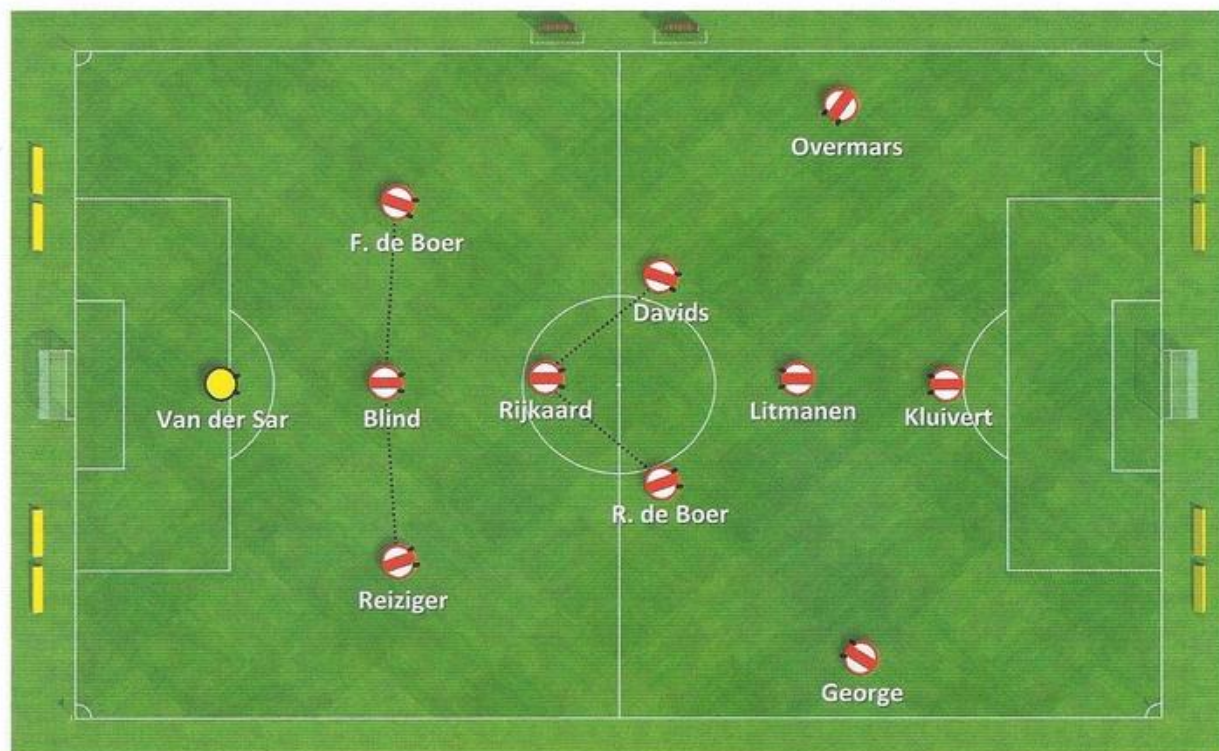 Overmars
F. de Boer
Davids
Van der Sar
Blind
Rijkaard
Litmanen
Kluivert
R. de Boer
Reiziger
George